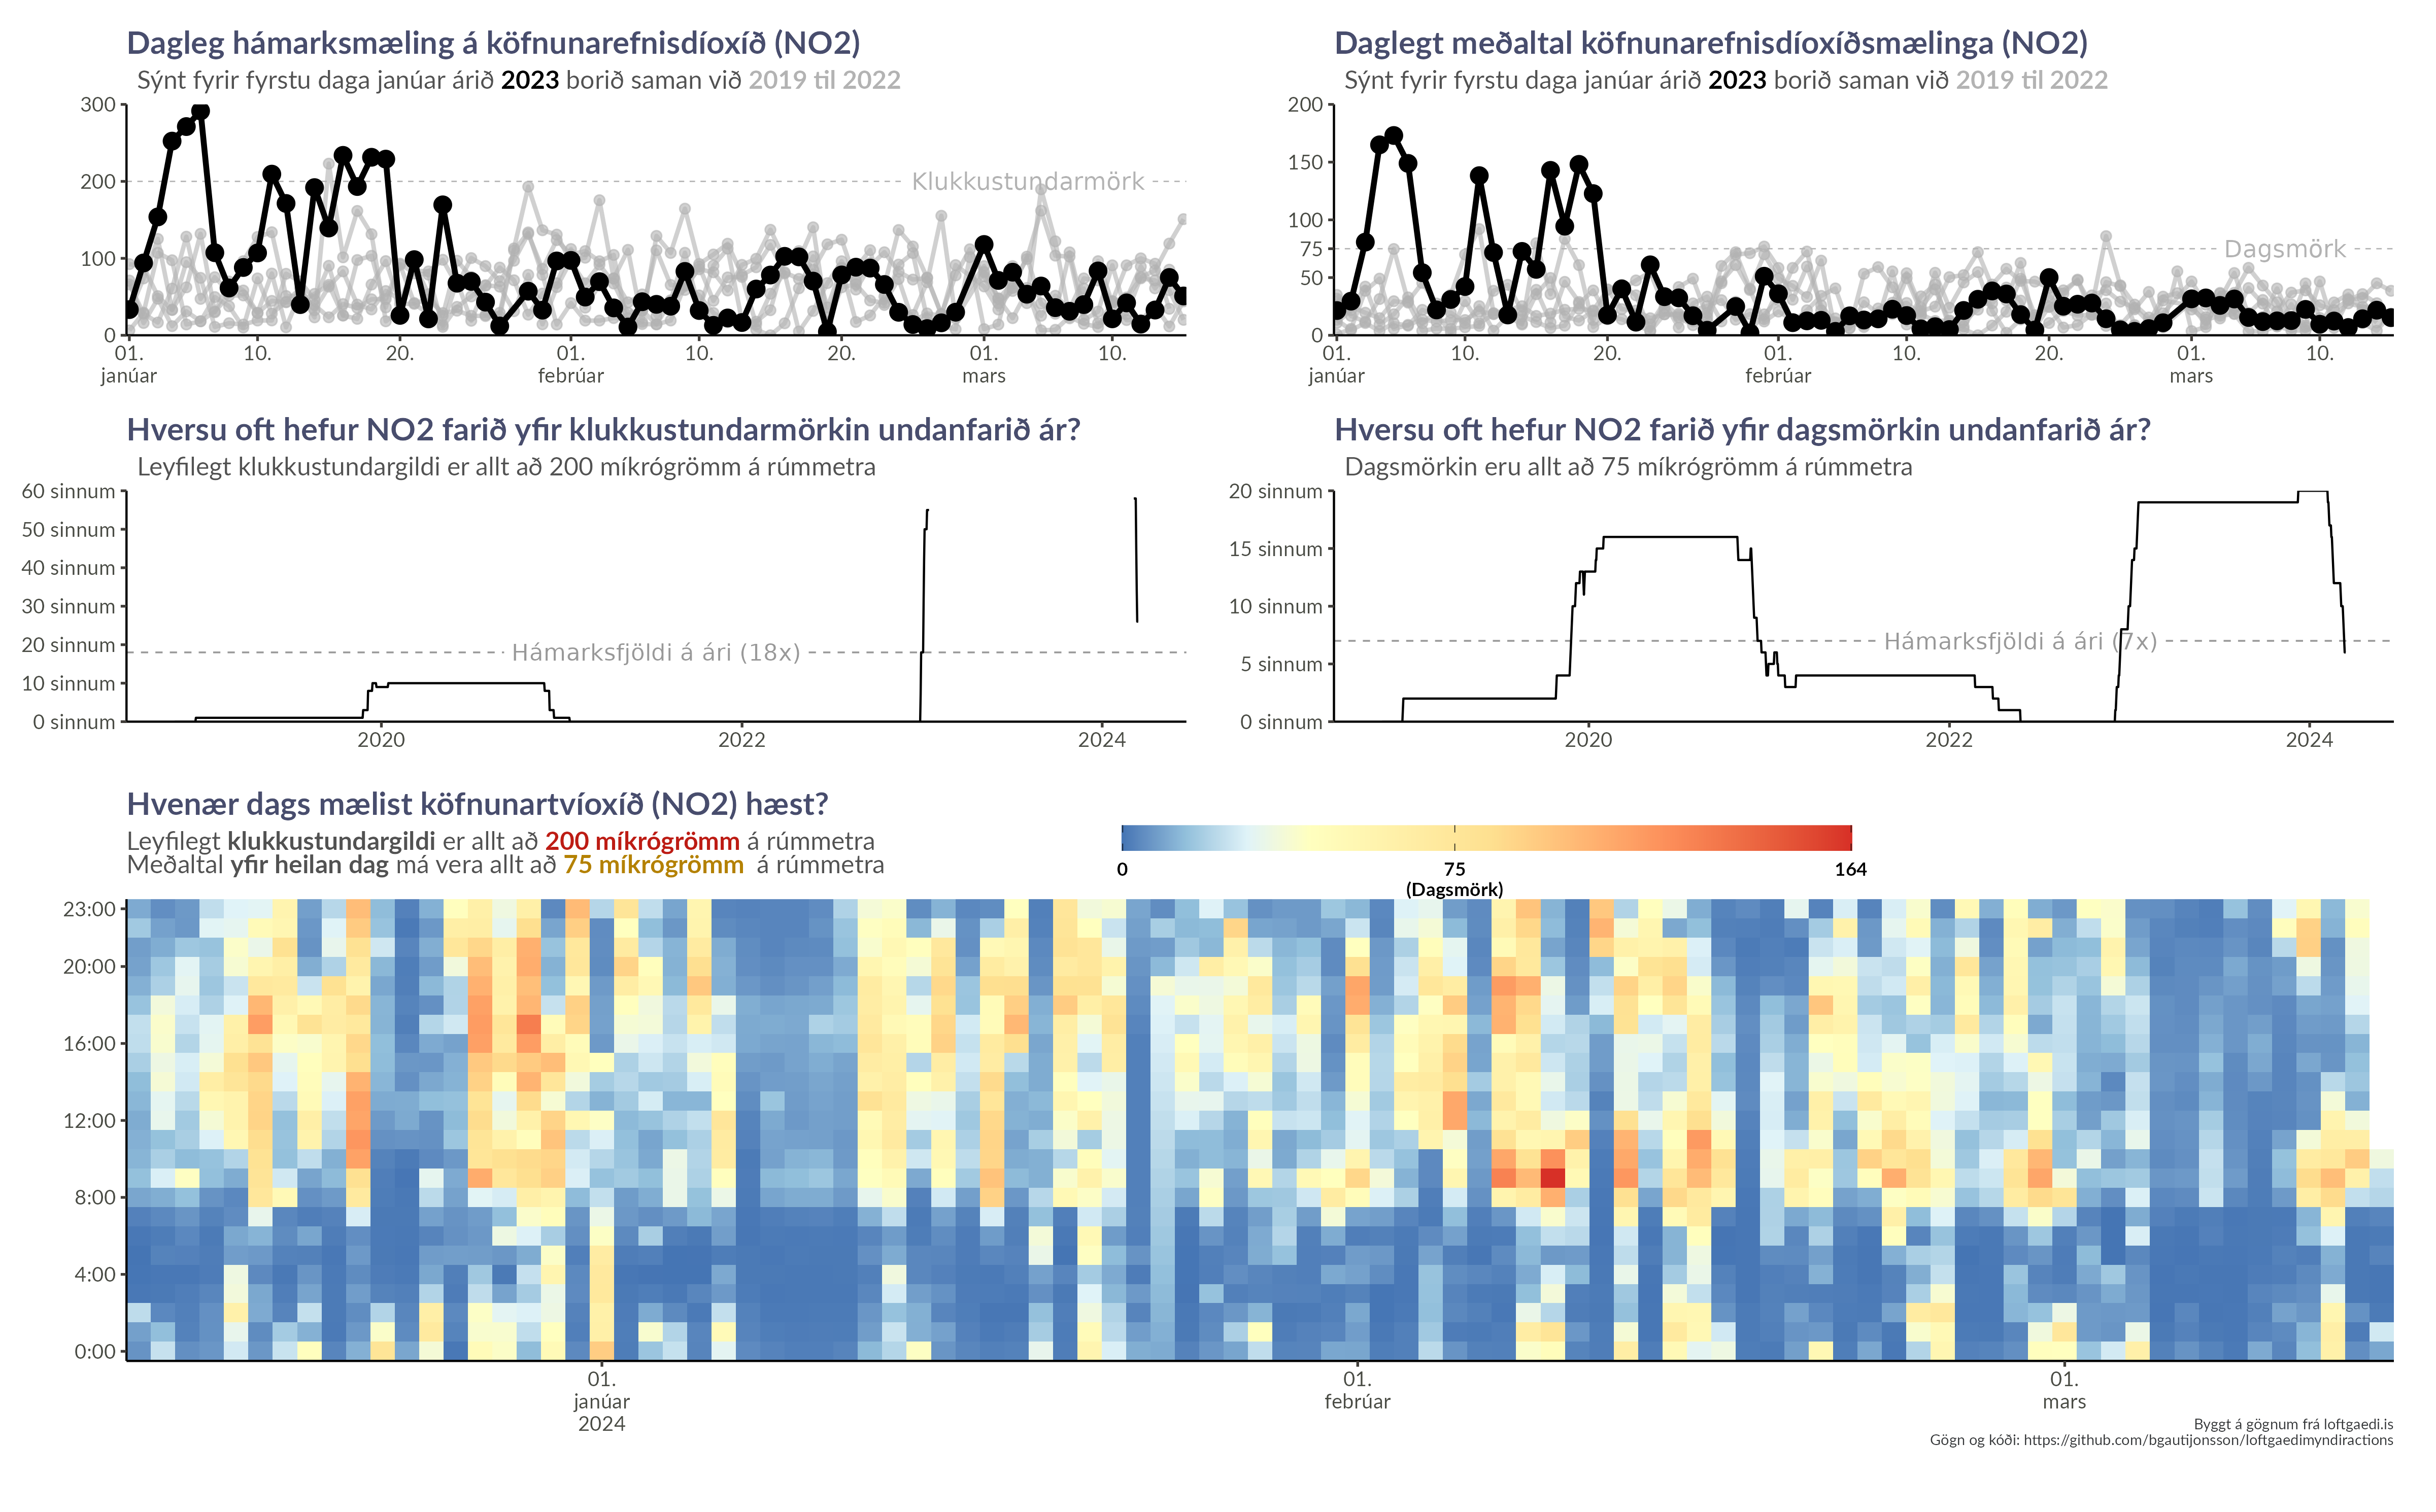 Dagleg hámarksmæling á köfnunarefnisdíoxíð (NO2)
Sýnt fyrir fyrstu daga janúar árið 2023 borið saman við 2019 til 2022
300
200
100
0
Klukkustundarmörk
01.
janúar
10.
20.
01.
febrúar
10.
20.
01.
mars
10.
Daglegt meðaltal köfnunarefnisdíoxíðsmælinga (NO2)
Sýnt fyrir fyrstu daga janúar árið 2023 borið saman við 2019 til 2022
200
150
100
75
50
0
Dagsmörk
01.
janúar
10.
20.
01.
febrúar
10.
20.
01.
mars
10.
Hversu oft hefur NO2 farið yfir klukkustundarmörkin undanfarið ár?
Leyfilegt klukkustundargildi er allt að 200 míkrógrömm á rúmmetra
60 sinnum
50 sinnum
40 sinnum
30 sinnum
20 sinnum
10 sinnum
0 sinnum
Hámarksfjöldi á ári (18x)
2020
2022
2024
Hversu oft hefur NO2 farið yfir dagsmörkin undanfarið ár?
Dagsmörkin eru allt að 75 míkrógrömm á rúmmetra
20 sinnum
15 sinnum
10 sinnum
5 sinnum
0 sinnum
Hámarksfjöldi á ári (7x)
2020
2022
2024
Hvenær dags mælist köfnunartvíoxíð (NO2) hæst?
Leyfilegt klukkustundargildi er allt að 200 míkrógrömm á rúmmetra
Meðaltal yfir heilan dag má vera allt að 75 míkrógrömm á rúmmetra
0
75
(Dagsmörk)
164
23:00
20:00
16:00
12:00
8:00
4:00
0:00
01.
janúar
2024
01.
febrúar
01.
mars
Byggt á gögnum frá loftgaedi.is
Gögn og kóði: https://github.com/bgautijonsson/loftgaedimyndiractions